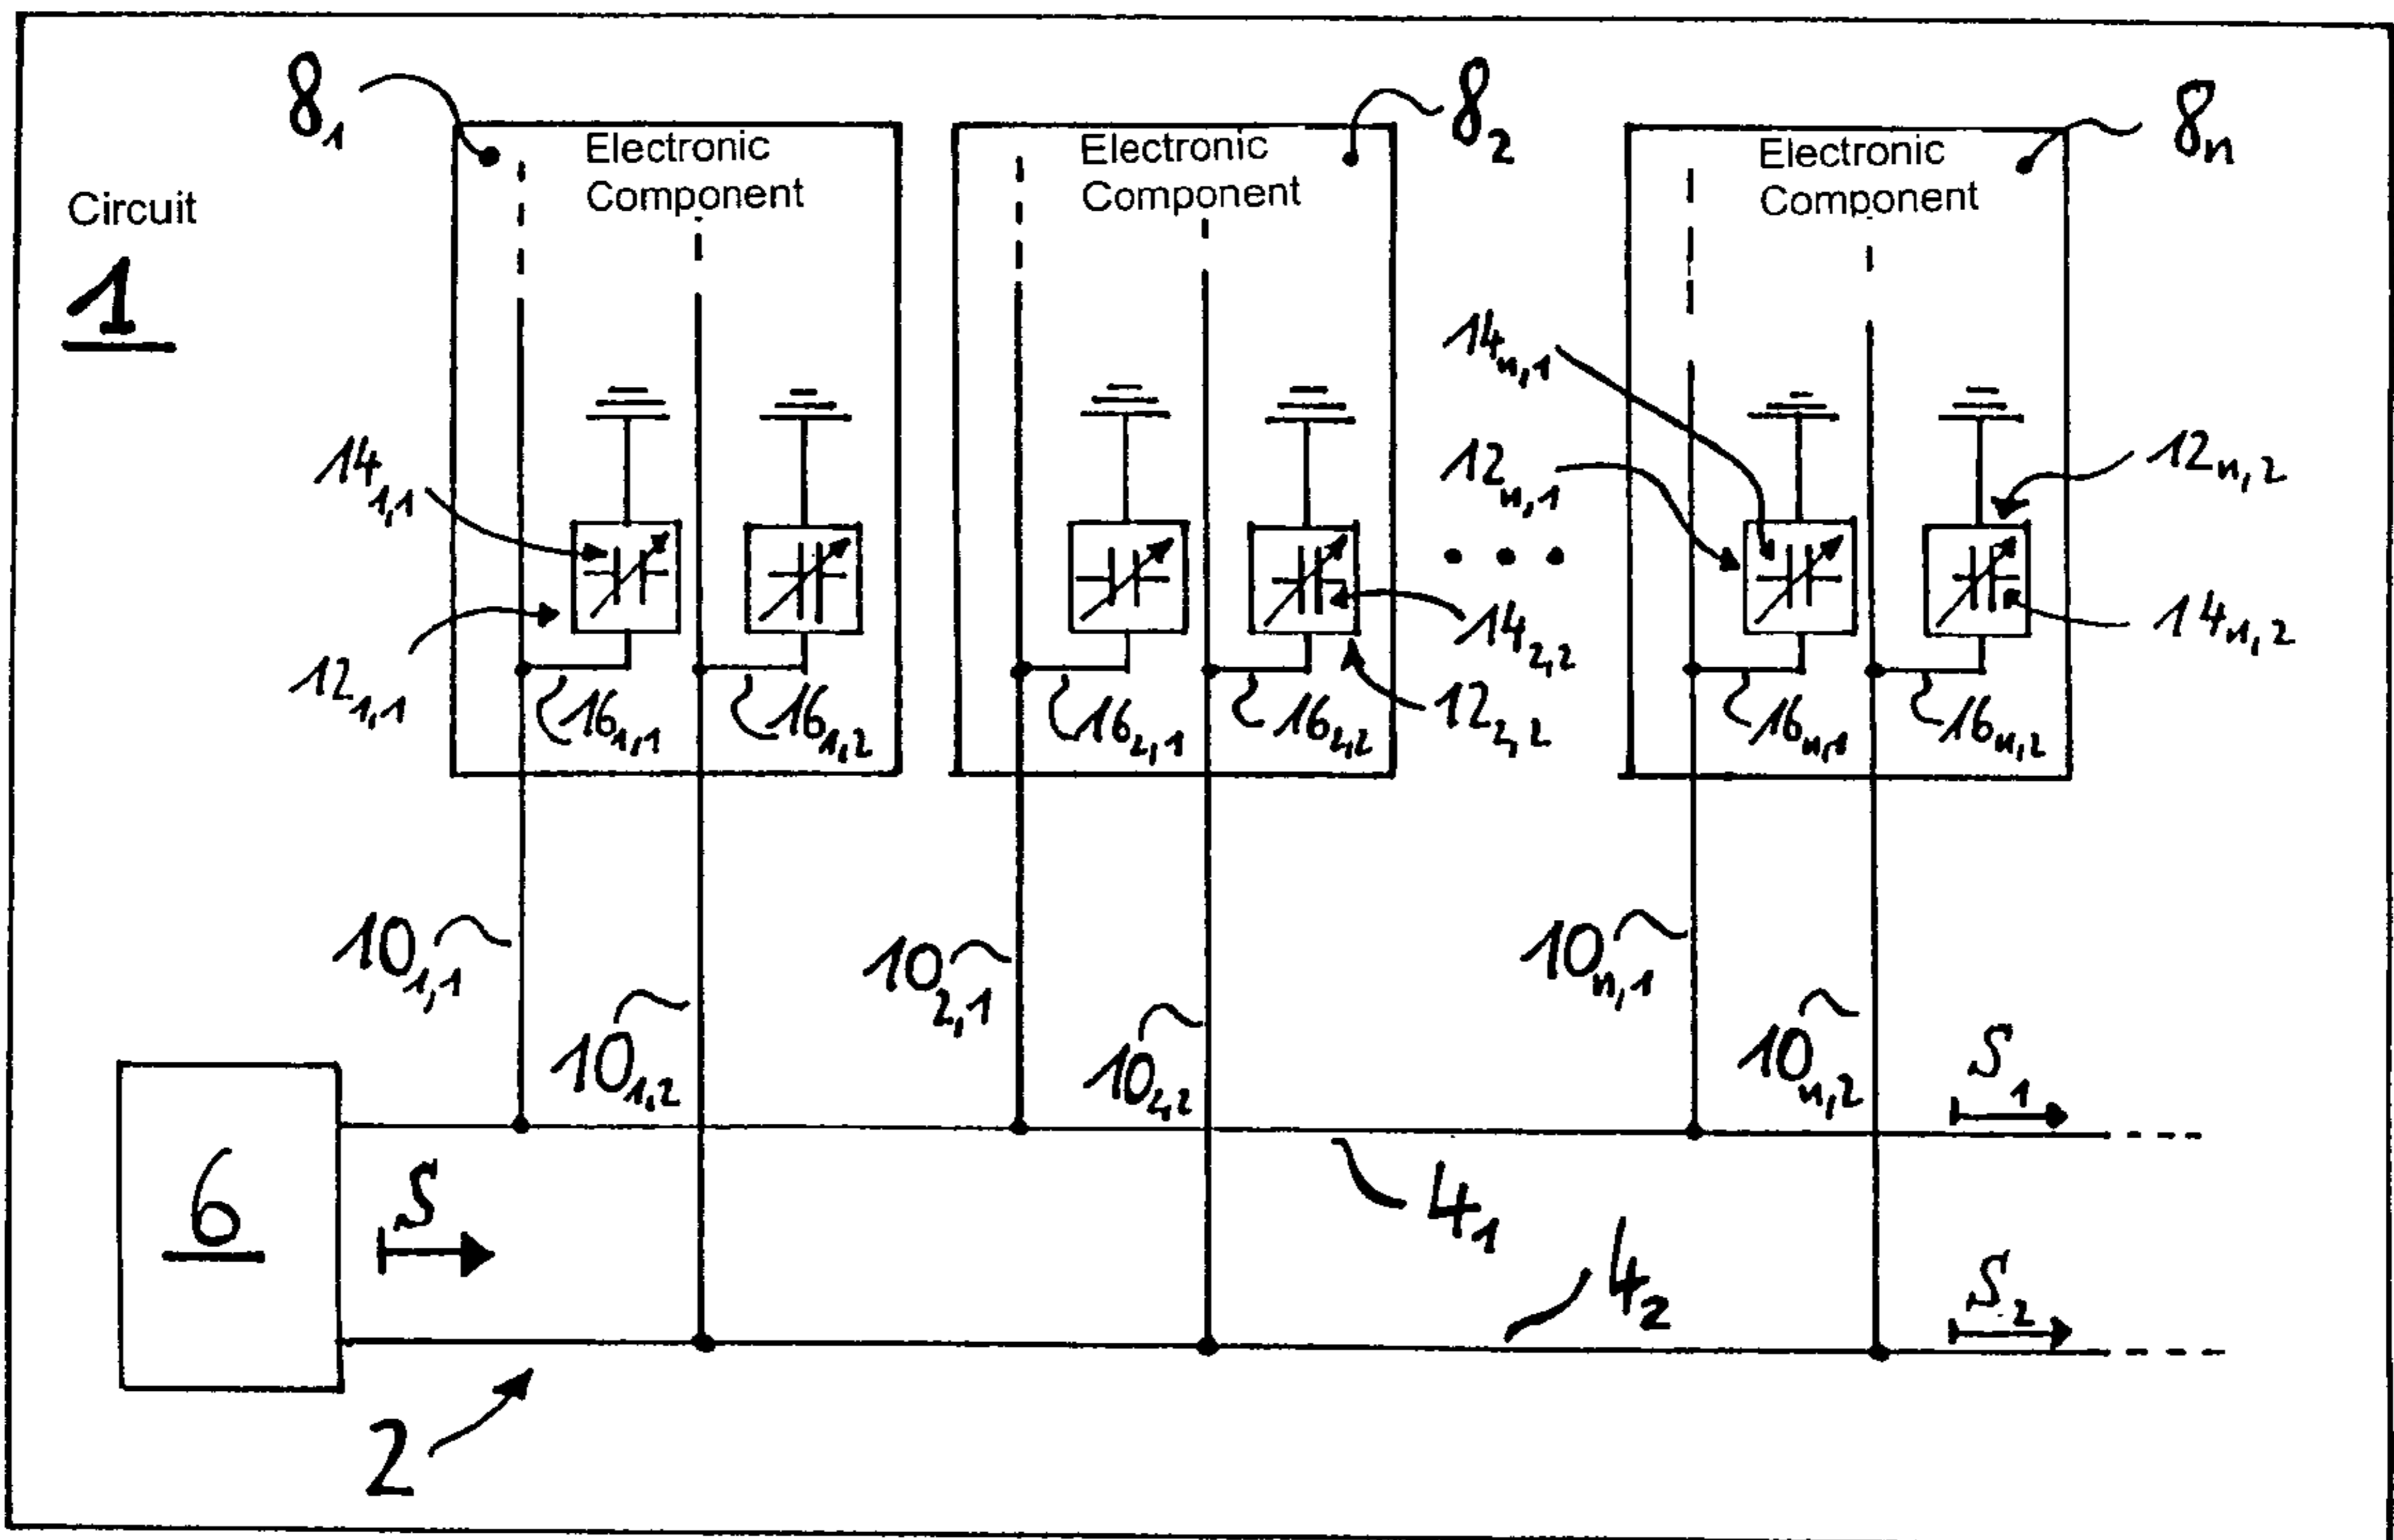 8₁
8₂
8ₙ
Electronic
Component
Electronic
Component
Electronic
Component
Circuit
1
14ₙ,₁
14₁,₁
12ₙ,₁
12ₙ,₂
14₂,₂
14ₙ,₂
12₁,₁
16₁,₁
16₁,₂
16₂,₁
16₂,₂
12₂,₂
16ₙ,₁
16ₙ,₂
10₁,₁
10₂,₁
10ₙ,₁
10₁,₂
10₂,₂
10ₙ,₂
S₁
6
S
4₁
4₂
S₂
2